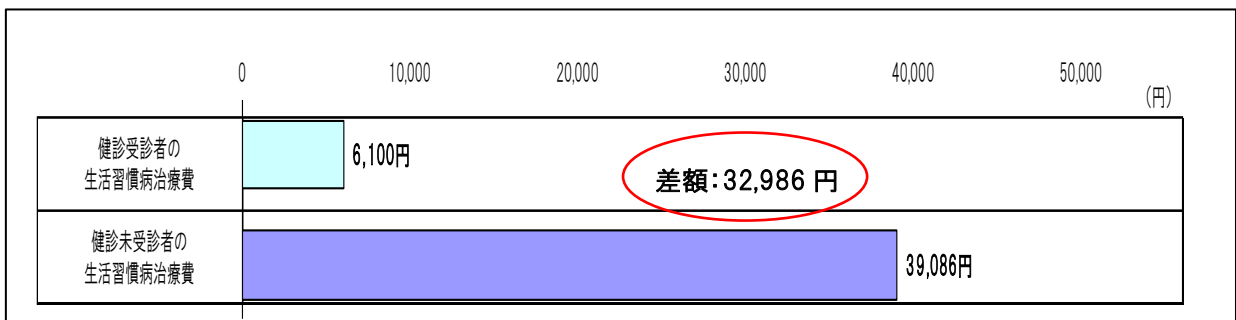 0 10,000 20,000 30,000 40,000 50,000
(円)
健診受診者の
生活習慣病治療費
6,100円
差額:32,986 円
健診未受診者の
生活習慣病治療費
39,086円